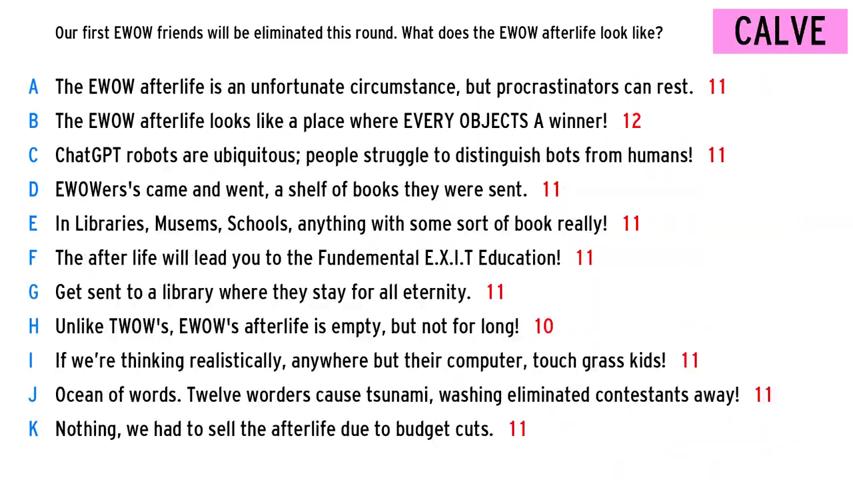 Our first EWOW friends will be eliminated this round. What does the EWOW afterlife look like?
CALVE
A The EWOW afterlife is an unfortunate circumstance, but procrastinators can rest. 11
B The EWOW afterlife looks like a place where EVERY OBJECTS A winner! 12
C ChatGPT robots are ubiquitous; people struggle to distinguish bots from humans! 11
D EWOWers's came and went, a shelf of books they were sent. 11
E In Libraries, Musems, Schools, anything with some sort of book really! 11
F The after life will lead you to the Fundemental E.X.I.T Education! 11
G Get sent to a library where they stay for all eternity. 11
H Unlike TWOW's, EWOW's afterlife is empty, but not for long! 10
I If we’re thinking realistically, anywhere but their computer, touch grass kids! 11
J Ocean of words. Twelve worders cause tsunami, washing eliminated contestants away! 11
K Nothing, we had to sell the afterlife due to budget cuts. 11